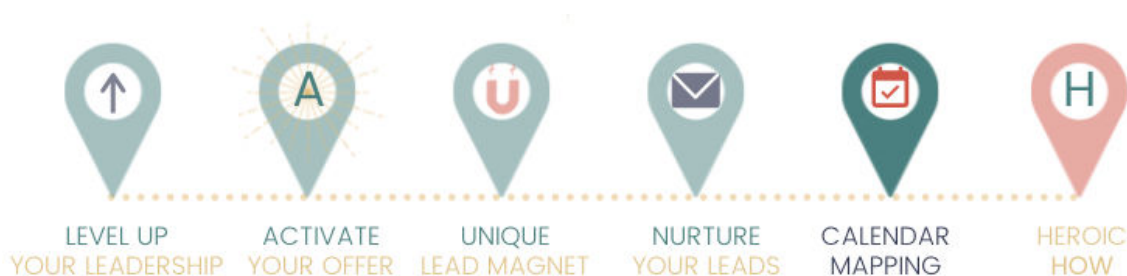 A
H
LEVEL UP
YOUR LEADERSHIP
ACTIVATE
YOUR OFFER
UNIQUE
LEAD MAGNET
NURTURE
YOUR LEADS
CALENDAR
MAPPING
HEROIC
HOW